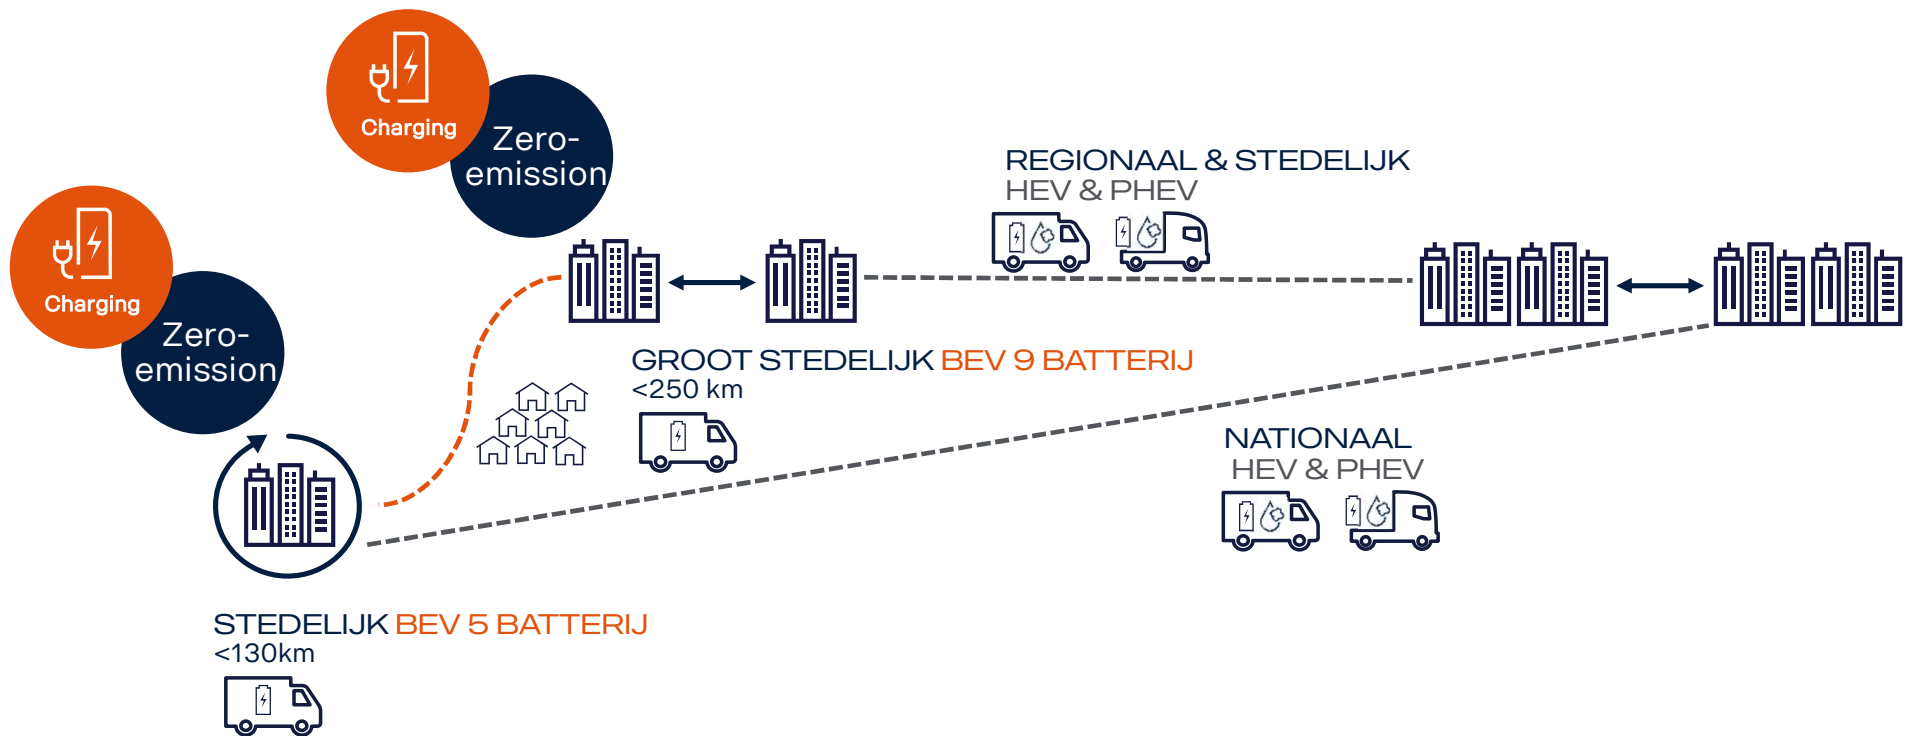 Charging
Zero-
emission
Charging
Zero-
emission
REGIONAAL & STEDELIJK
HEV & PHEV
GROOT STEDELIJK BEV 9 BATTERIJ
<250 km
NATIONAAL
HEV & PHEV
STEDELIJK BEV 5 BATTERIJ
<130km